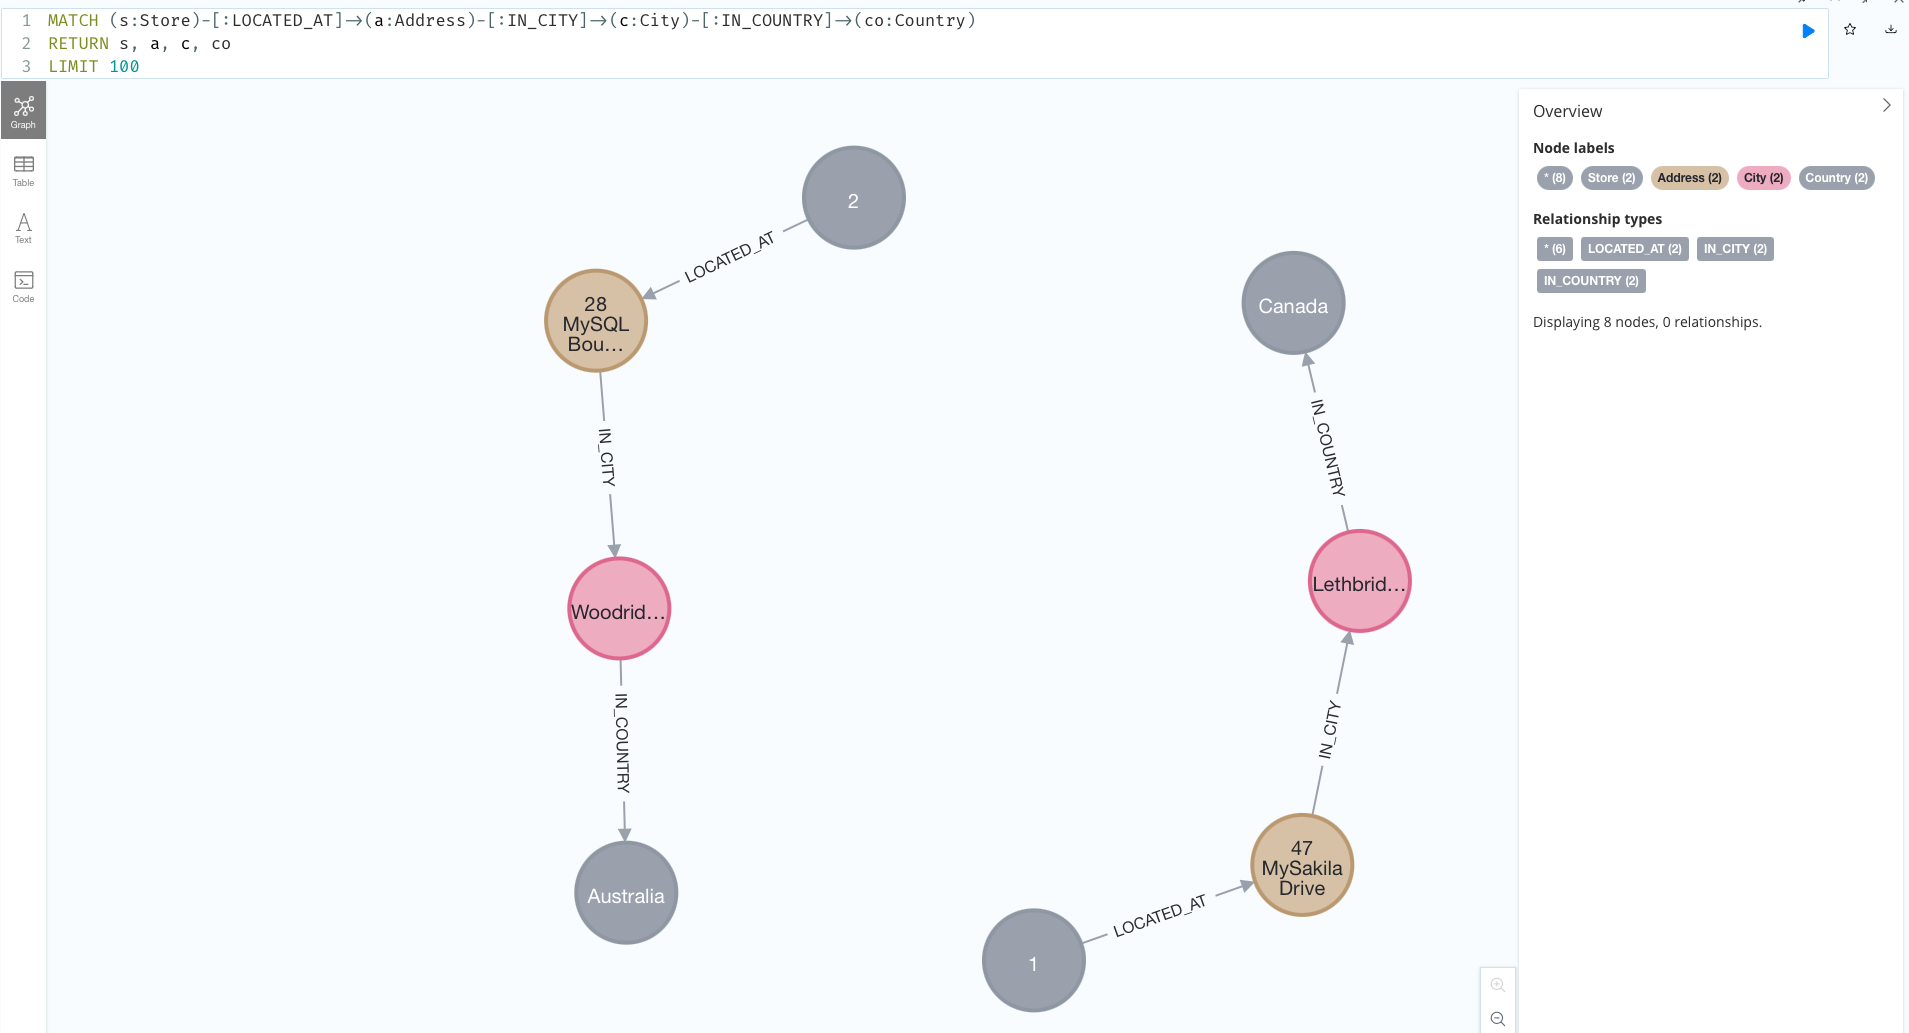 1 MATCH (s:Store)-[:LOCATED_AT]→(a:Address)-[:IN_CITY]→(c:City)-[:IN_COUNTRY]→(co:Country)
2 RETURN s, a, c, co
3 LIMIT 100
Graph
Table
Text
Code
2
LOCATED_AT
28
MySQL
Bou...
IN_CITY
Woodrid...
IN_COUNTRY
Australia
Canada
IN_COUNTRY
Lethbrid...
IN_CITY
47
MySakila
Drive
LOCATED_AT
1
Overview
Node labels
* (8) Store (2) Address (2) City (2) Country (2)
Relationship types
* (6) LOCATED_AT (2) IN_CITY (2)
IN_COUNTRY (2)
Displaying 8 nodes, 0 relationships.